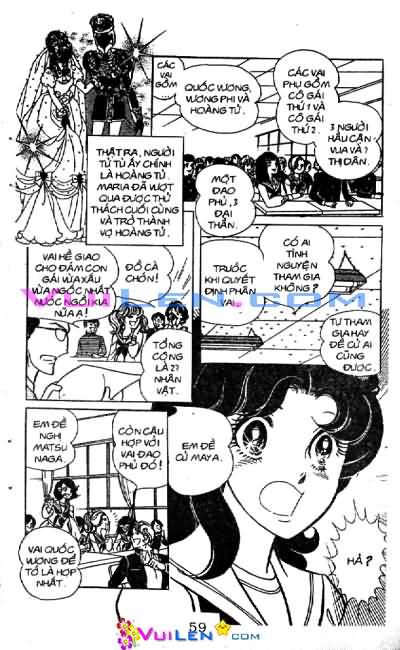 CÁC
VAI
GỒM...
QUỐC VƯƠNG,
VƯƠNG PHI VÀ
HOÀNG TỬ.
CÁC VAI
PHỤ GỒM
CÔ GÁI
THỨ 1 VÀ
CÔ GÁI
THỨ 2.
3 NGƯỜI
HẦU CẬN
VUA VÀ 7
THỊ DÂN.
THẬT RA, NGƯỜI
TỬ TÙ ẤY CHÍNH
LÀ HOÀNG TỬ.
MARIA ĐÃ VƯỢT
QUA ĐƯỢC THỬ
THÁCH CUỐI CÙNG
VÀ TRỞ THÀNH
VỢ HOÀNG TỬ.
MỘT
ĐAO
PHỦ, 3
ĐẠI
THẦN.
VAI HỀ GIAO
CHO ĐÁM CON
GÁI VỪA XẤU
VỪA NGỐC NHẤT
NƯỚC NGỒI KIA
NỮA Ạ!
ĐỒ CÀ
CHỚN!
TRƯỚC
KHI QUYẾT
ĐỊNH PHÂN
VAI.
CÓ AI
TÌNH
NGUYỆN
THAM GIA
KHÔNG?
TỰ THAM
GIA HAY
ĐỀ CỬ AI
CŨNG
ĐƯỢC.
TỔNG
CỘNG
LÀ 27
NHÂN
VẬT.
VUILEN.COM
EM ĐỀ
NGHỊ
MATSU
NAGA.
CÒN CẬU
HỢP VỚI
VAI ĐAO
PHỦ ĐÓ!
EM ĐỀ
CỬ MAYA.
HẢ?
VAI QUỐC
VƯƠNG ĐỂ
TỚ LÀ HỢP
NHẤT.
59
VUILEN.COM